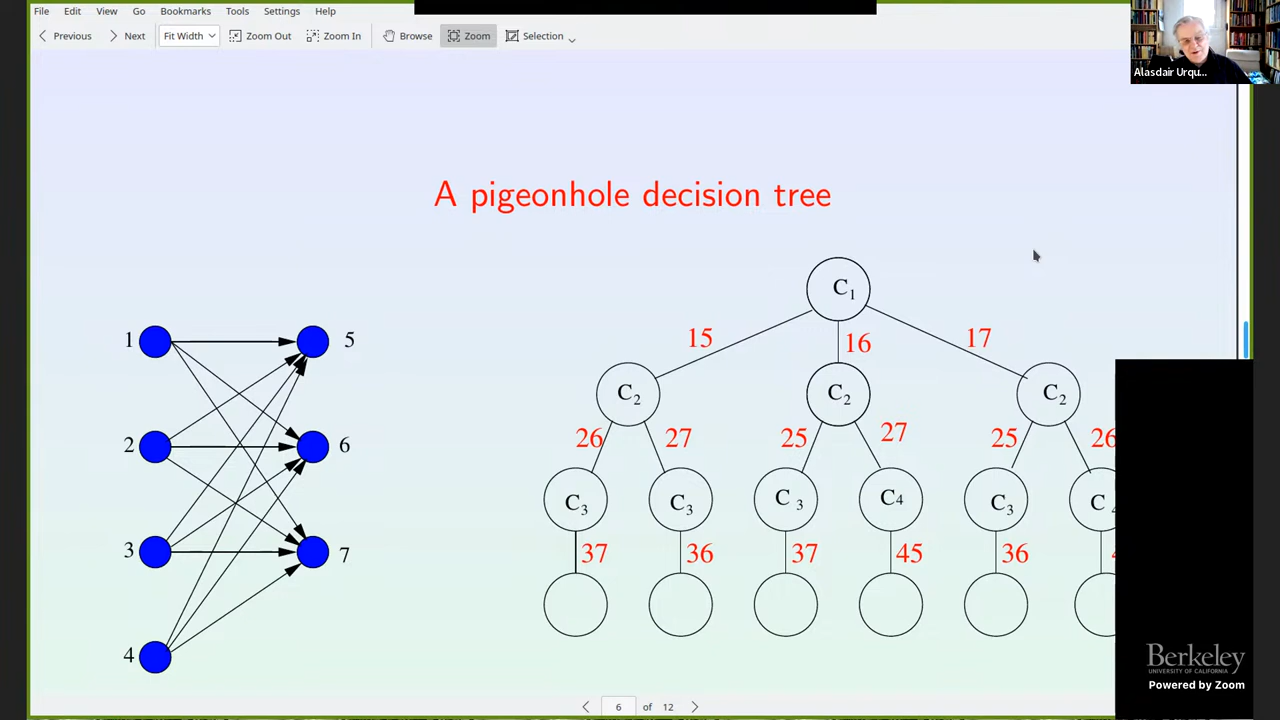 File Edit View Go Bookmarks Tools Settings Help
Previous Next Fit Width Zoom Out Zoom In Browse Zoom Selection
Alasdair Urqu...
A pigeonhole decision tree
C1
1 5
15 16 17
C2 C2 C2
2 6
26 27 25 27 25 26
C3 C3 C3 C4 C3 C
3 7
37 36 37 45 36
4
Berkeley
UNIVERSITY OF CALIFORNIA
Powered by Zoom
6 of 12